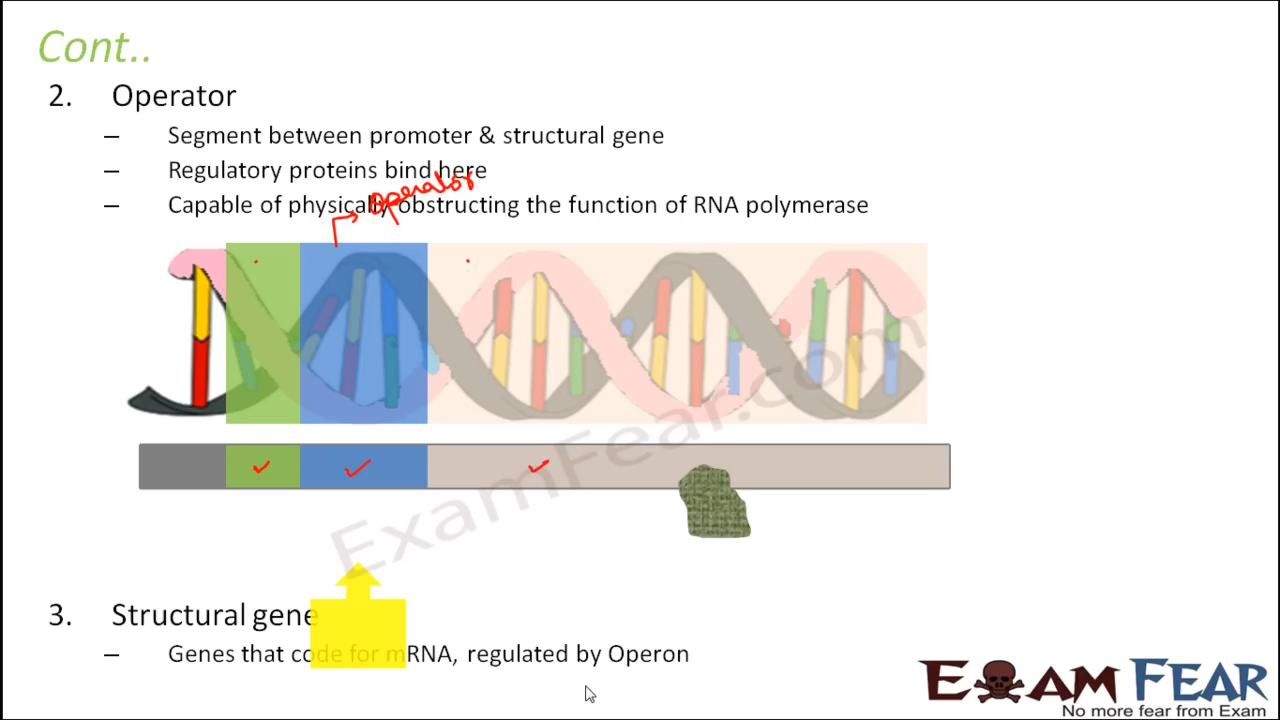 Cont..
2. Operator
– Segment between promoter & structural gene
– Regulatory proteins bind here
– Capable of physically obstructing the function of RNA polymerase
operator
ExamFear.com
3. Structural gene
– Genes that code for mRNA, regulated by Operon
EXAM FEAR
No more fear from Exam